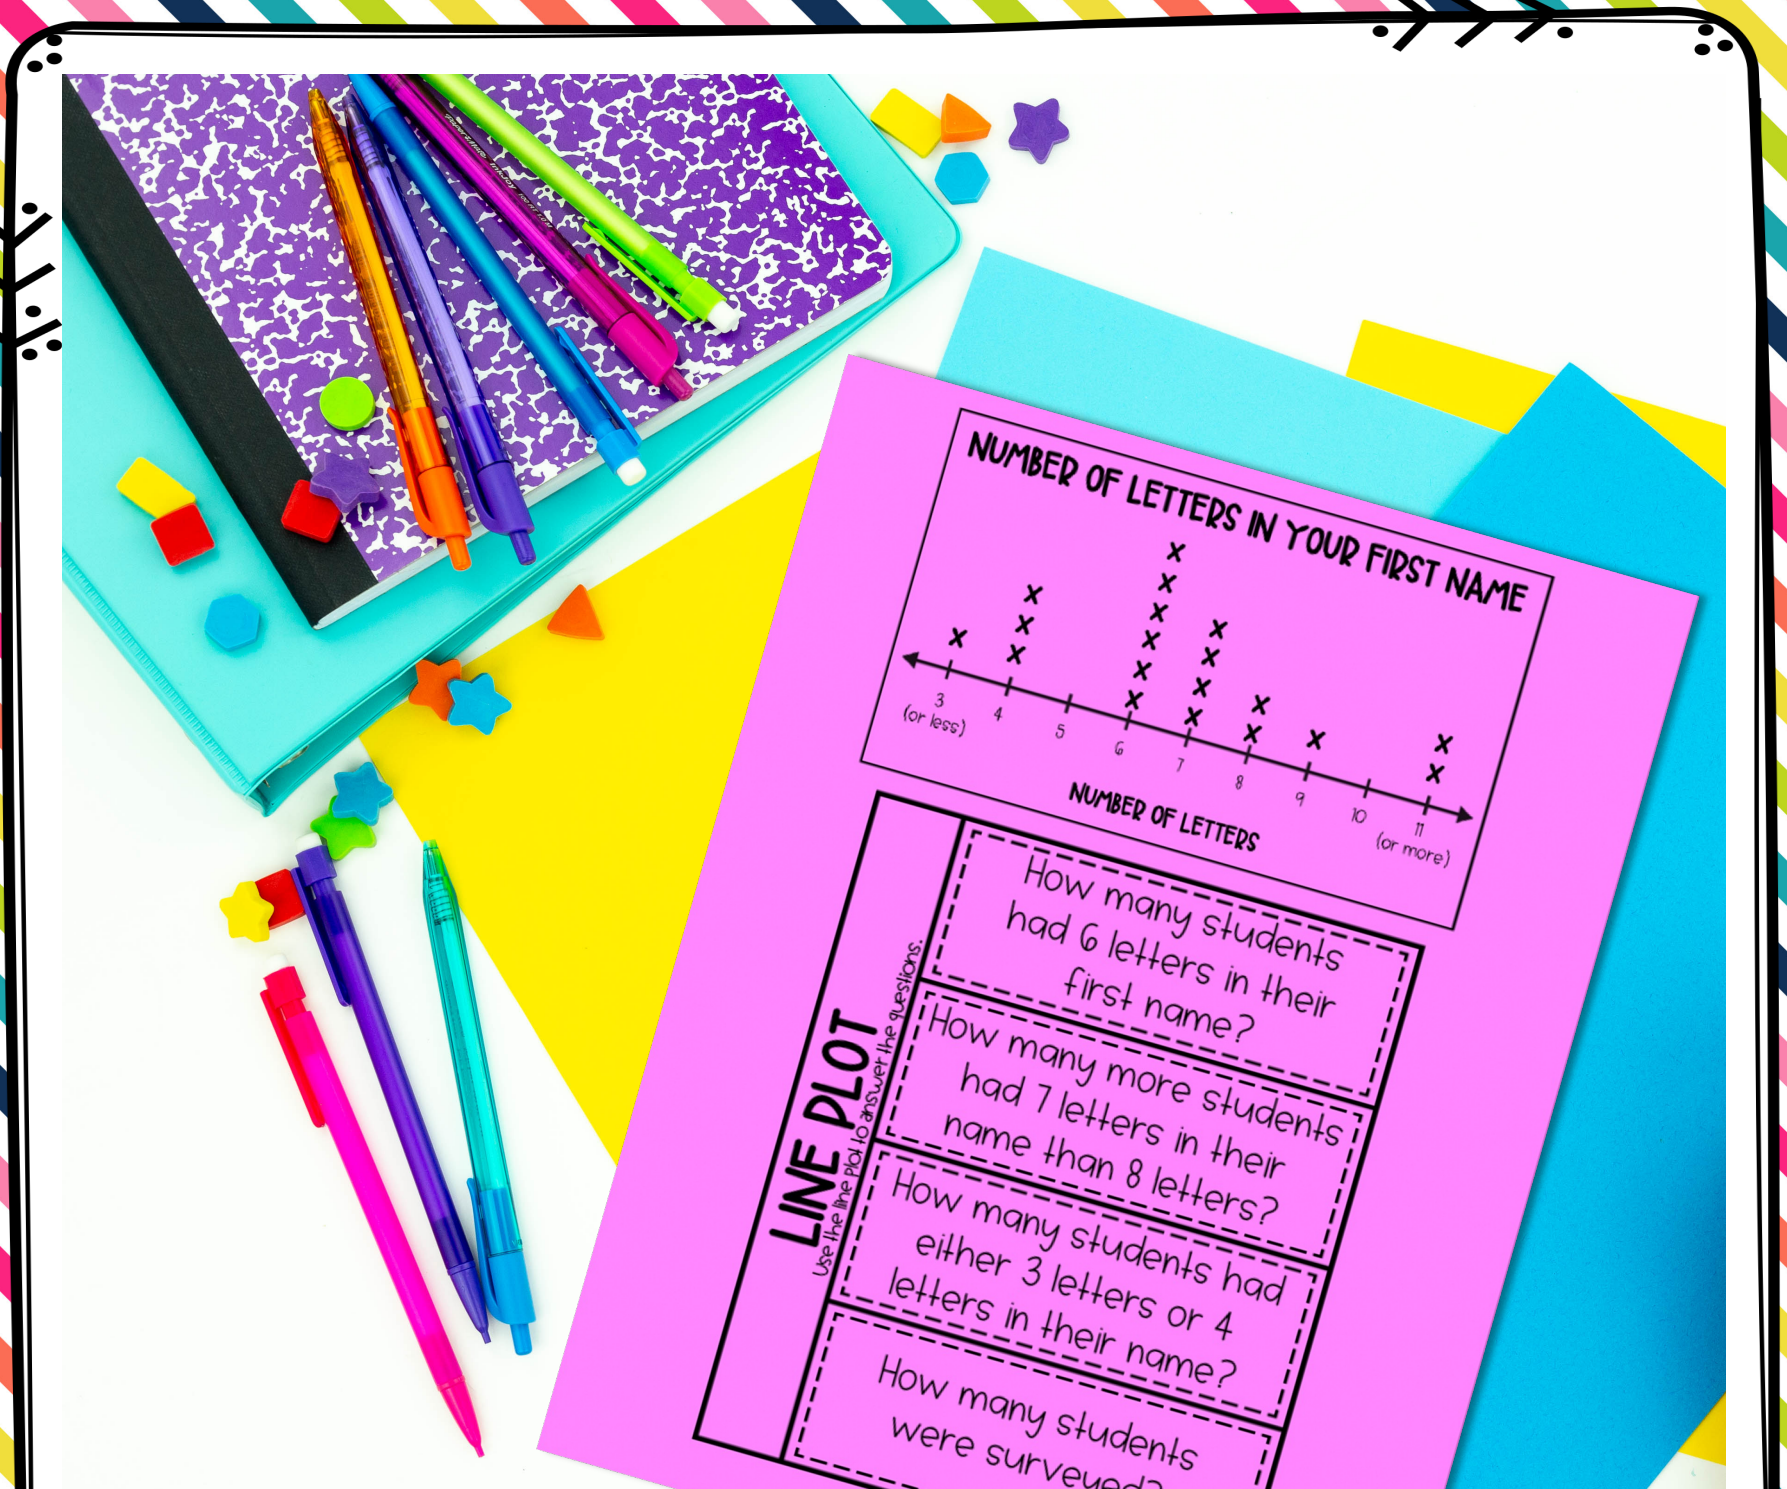 NUMBER OF LETTERS IN YOUR FIRST NAME
3 4 5 6 7 8 9 10 11
(or less) (or more)
NUMBER OF LETTERS
LINE PLOT
Use the line plot to answer the questions.
How many students
had 6 letters in their
first name?
How many more students
had 7 letters in their
name than 8 letters?
How many students had
either 3 letters or 4
letters in their name?
How many students
were surveyed?